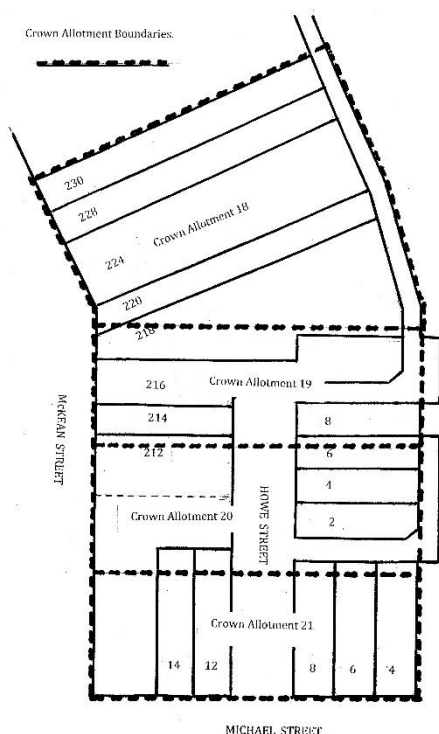 Crown Allotment Boundaries.
230
228
Crown Allotment 18
224
220
218
216
Crown Allotment 19
214
8
McKEAN STREET
212
6
4
HOWE STREET
Crown Allotment 20
2
Crown Allotment 21
14
12
8
6
4
MICHAEL STREET